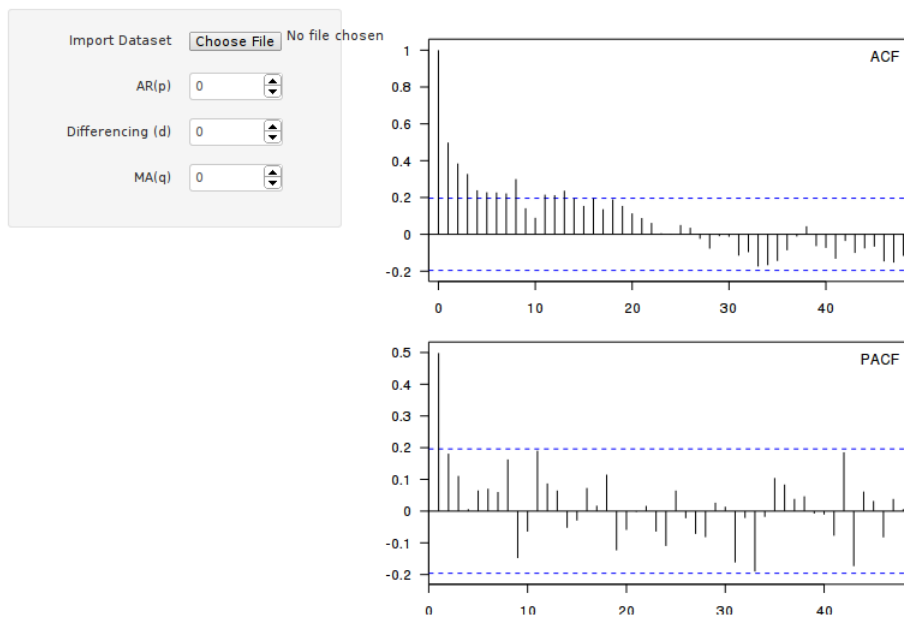 Import Dataset Choose File No file chosen
AR(p) 0
Differencing (d) 0
MA(q) 0
ACF
1
0.8
0.6
0.4
0.2
0
-0.2
0 10 20 30 40
PACF
0.5
0.4
0.3
0.2
0.1
0
-0.1
-0.2
0 10 20 30 40